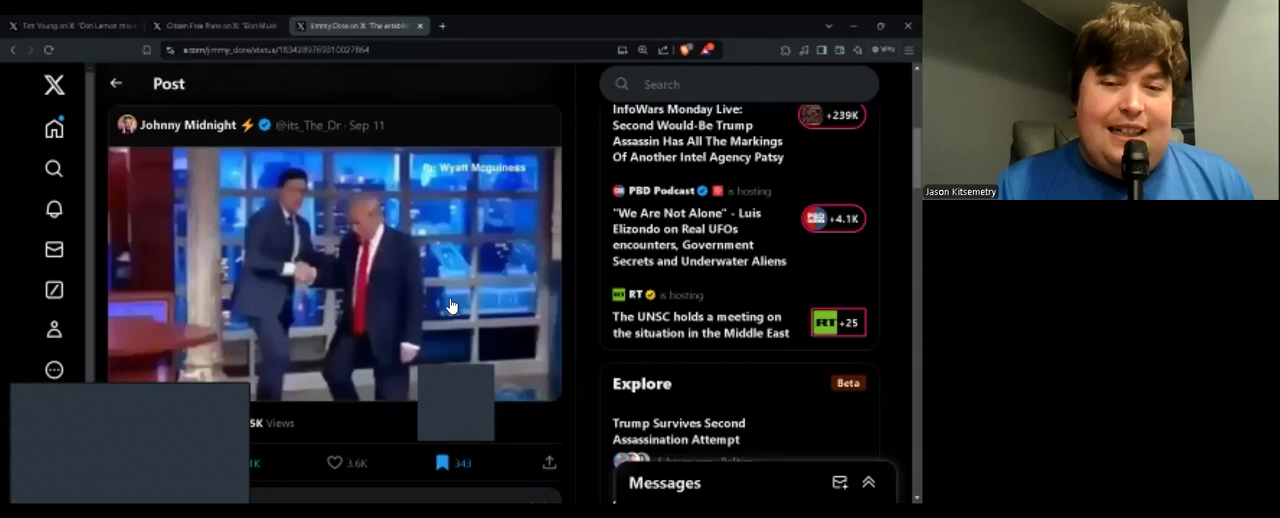 Tim Young on X: "Don Lemon
Citizen Free Press on X: "Elon Musk
Jimmy Dore on X: "The establi
x.com/jimmy_dore/status/
VPN
Post
Johnny Midnight ⚡ @its_The_Dr · Sep 11
fb: Wyatt Mcguiness
5K Views
1K
3.6K
343
Search
InfoWars Monday Live:
Second Would-Be Trump
Assassin Has All The Markings
Of Another Intel Agency Patsy
+239K
PBD Podcast is hosting
"We Are Not Alone" - Luis
Elizondo on Real UFOs
encounters, Government
Secrets and Underwater Aliens
PBD
+4.1K
RT is hosting
The UNSC holds a meeting on
the situation in the Middle East
RT +25
Explore
Beta
Trump Survives Second
Assassination Attempt
Messages
Jason Kitsemetry